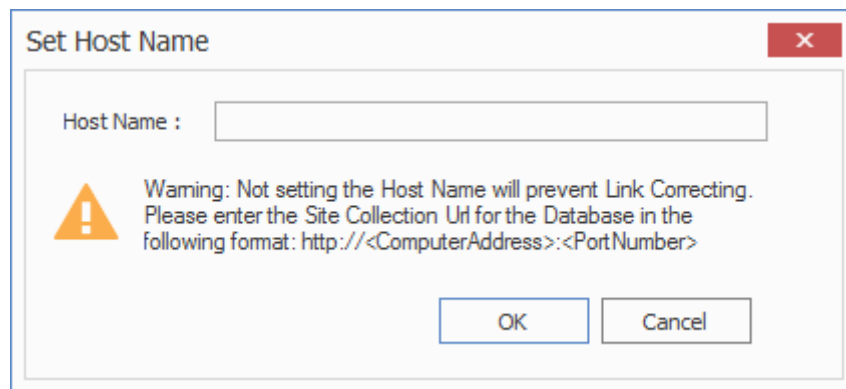 Set Host Name
Host Name :
Warning: Not setting the Host Name will prevent Link Correcting.
Please enter the Site Collection Url for the Database in the
following format: http://<ComputerAddress>:<PortNumber>
OK
Cancel